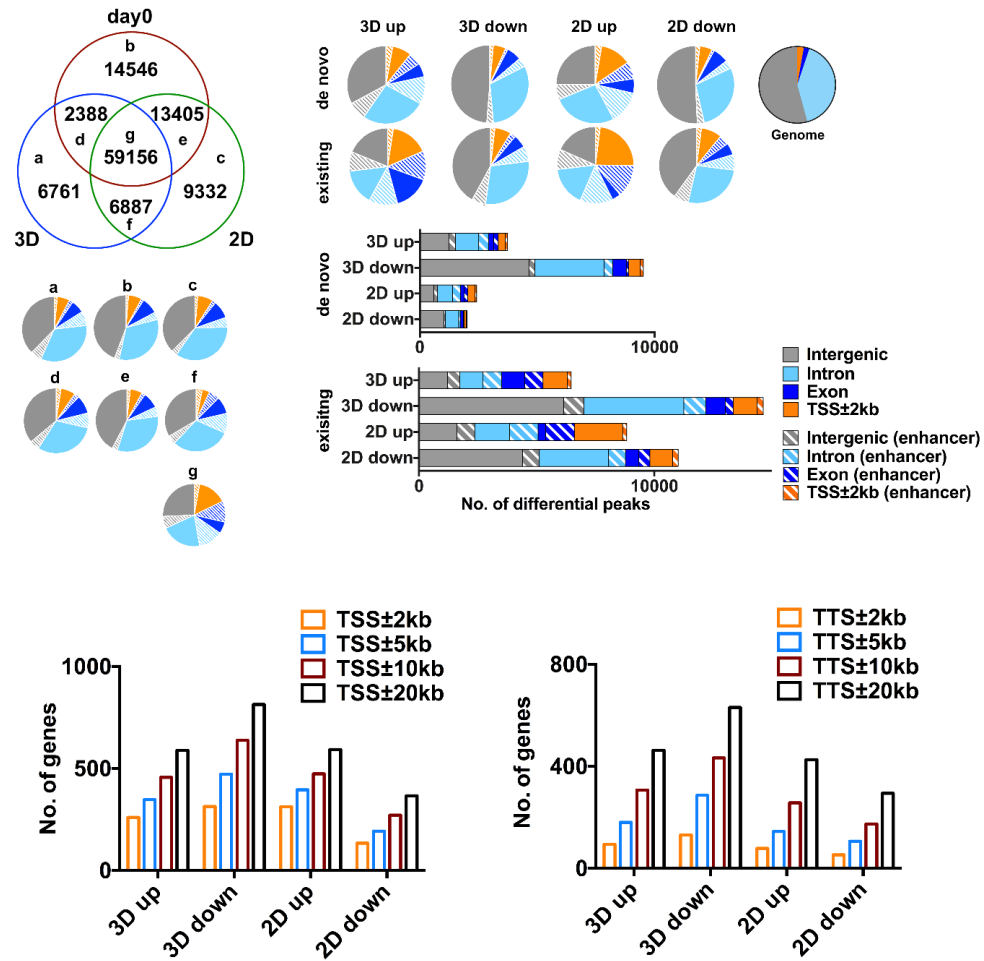 day0
b
14546
2388
13405
d
g
e
59156
a
c
6761
9332
6887
f
3D
2D
a
b
c
d
e
f
g
3D up
3D down
2D up
2D down
de novo
existing
Genome
de novo
3D up
3D down
2D up
2D down
0
10000
exisitng
3D up
3D down
2D up
2D down
0
10000
No. of differential peaks
Intergenic
Intron
Exon
TSS±2kb
Intergenic (enhancer)
Intron (enhancer)
Exon (enhancer)
TSS±2kb (enhancer)
TSS±2kb
TSS±5kb
TSS±10kb
TSS±20kb
No. of genes
1000
500
0
3D up
3D down
2D up
2D down
TTS±2kb
TTS±5kb
TTS±10kb
TTS±20kb
No. of genes
800
400
0
3D up
3D down
2D up
2D down